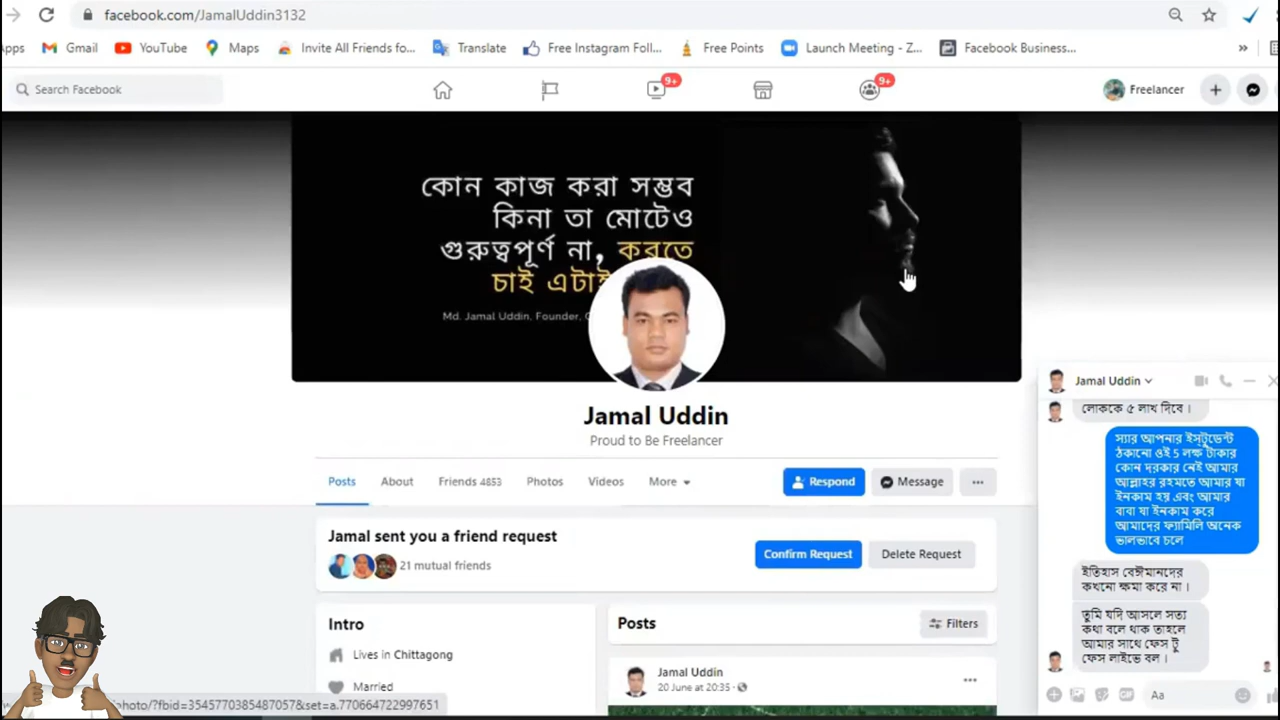 facebook.com/JamalUddin3132
Apps
Gmail
YouTube
Maps
Invite All Friends fo...
Translate
Free Instagram Foll...
Free Points
Launch Meeting - Z...
Facebook Business...
»
Search Facebook
9+
9+
Freelancer
কোন কাজ করা সম্ভব
কিনা তা মোটেও
গুরুত্বপূর্ণ না, করতে
চাই এটাই
Md. Jamal Uddin, Founder,
Jamal Uddin
Proud to Be Freelancer
Posts
About
Friends 4853
Photos
Videos
More
Respond
Message
...
Jamal sent you a friend request
21 mutual friends
Confirm Request
Delete Request
Intro
Lives in Chittagong
Married
Posts
Filters
Jamal Uddin
20 June at 20:35 ·
...
photo/?fbid=3545770385487057&set=a.770664722997651
Jamal Uddin
লোককে ৫ লাখ দিবে।
স্যার আপনার ইস্টুডেন্ট
ঠকানো ওই 5 লক্ষ টাকার
কোন দরকার নেই আমার
আল্লাহর রহমতে আমার যা
ইনকাম হয় এবং আমার
বাবা যা ইনকাম করে
আমাদের ফ্যামিলি অনেক
ভালভাবে চলে
ইতিহাস বেঈমানদের
কখনো ক্ষমা করে না।
তুমি যদি আসলে সত্য
কথা বলে থাক তাহলে
আমার সাথে ফেস টু
ফেস লাইভে বল।
GIF
Aa